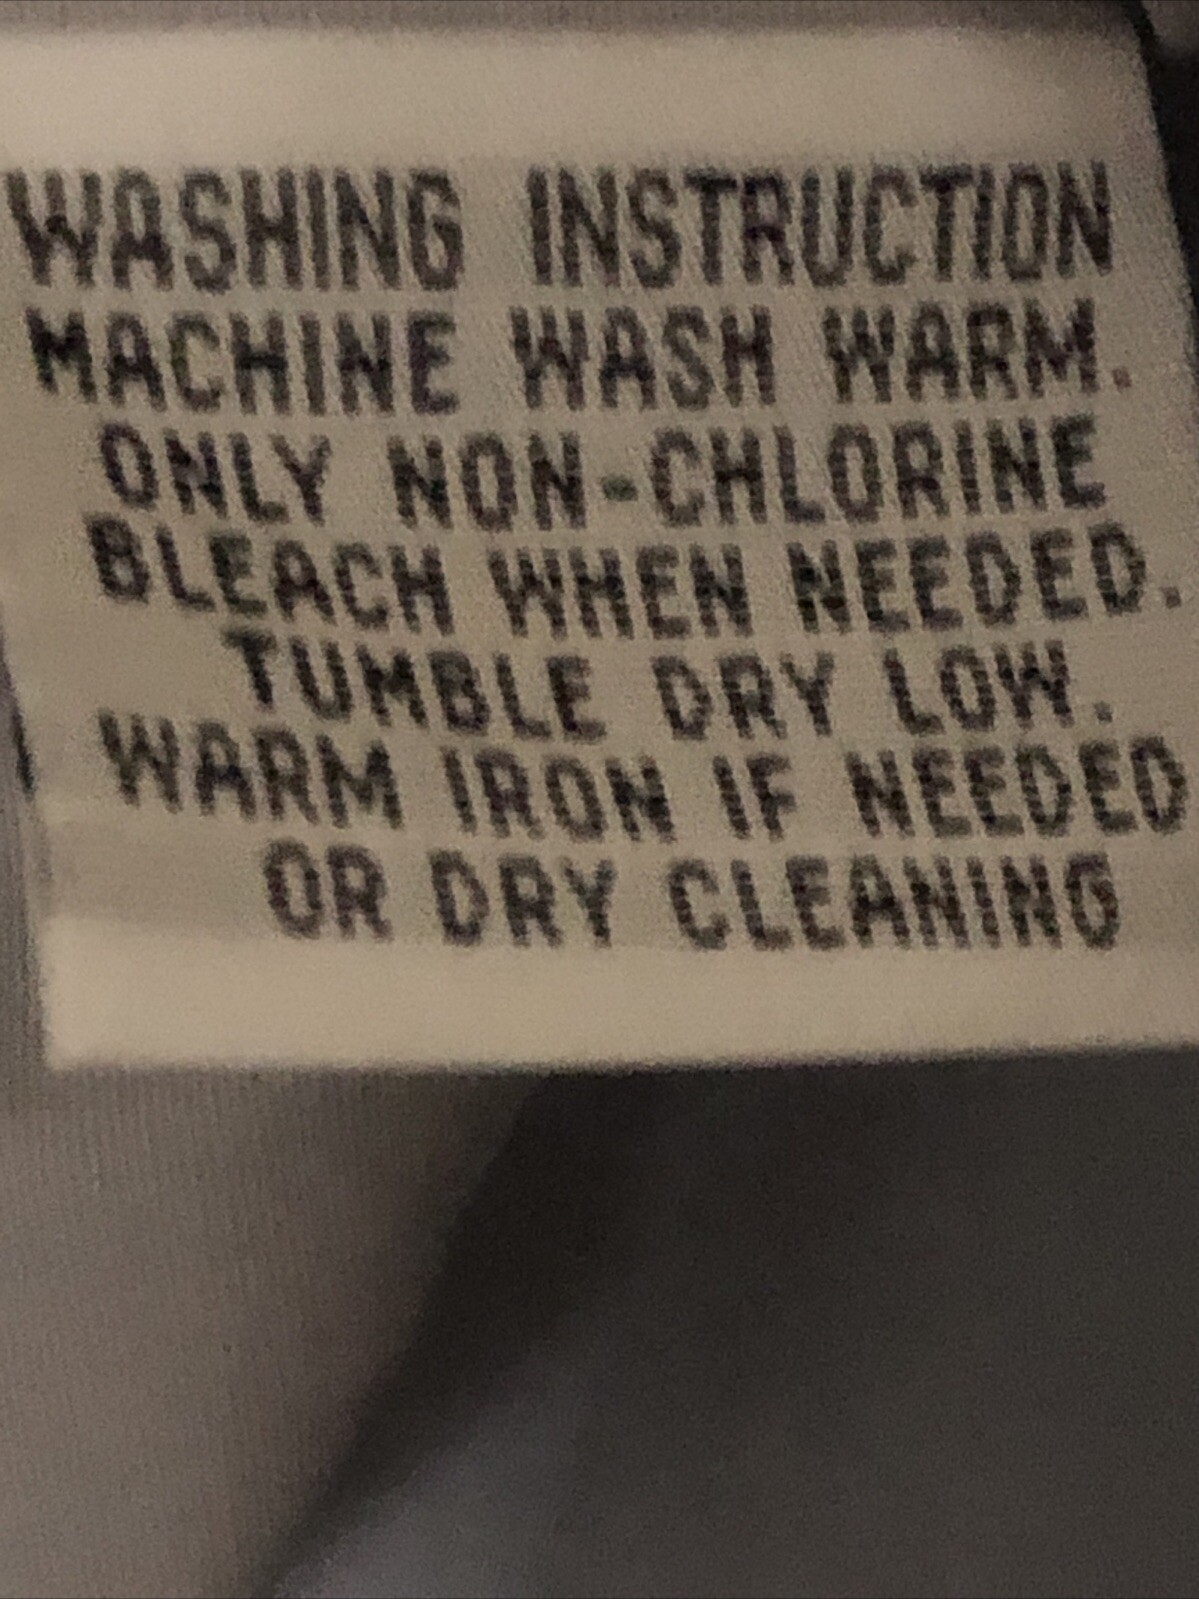 WASHING INSTRUCTION
MACHINE WASH WARM.
ONLY NON-CHLORINE
BLEACH WHEN NEEDED.
TUMBLE DRY LOW.
WARM IRON IF NEEDED
OR DRY CLEANING